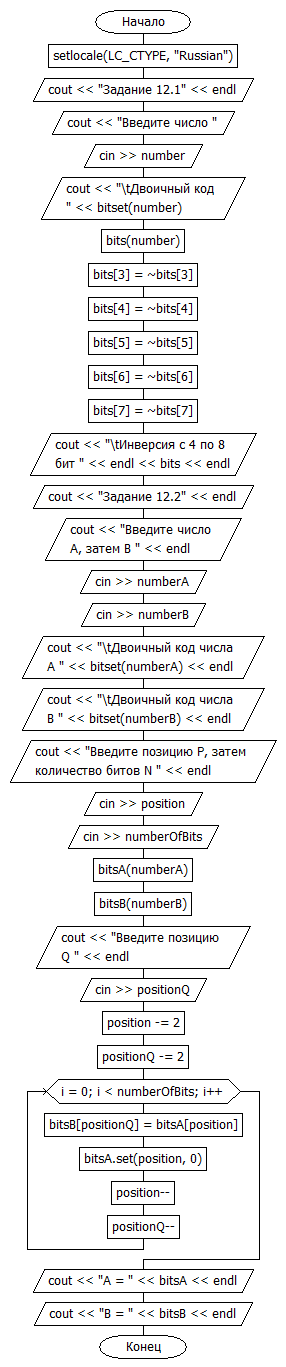 Начало
setlocale(LC_CTYPE, "Russian")
cout << "Задание 12.1" << endl
cout << "Введите число "
cin >> number
cout << "\tДвоичный код
" << bitset(number)
bits(number)
bits[3] = ~bits[3]
bits[4] = ~bits[4]
bits[5] = ~bits[5]
bits[6] = ~bits[6]
bits[7] = ~bits[7]
cout << "\tИнверсия с 4 по 8
бит " << endl << bits << endl
cout << "Задание 12.2" << endl
cout << "Введите число
A, затем B " << endl
cin >> numberA
cin >> numberB
cout << "\tДвоичный код числа
A " << bitset(numberA) << endl
cout << "\tДвоичный код числа
B " << bitset(numberB) << endl
cout << "Введите позицию P, затем
количество битов N " << endl
cin >> position
cin >> numberOfBits
bitsA(numberA)
bitsB(numberB)
cout << "Введите позицию
Q " << endl
cin >> positionQ
position -= 2
positionQ -= 2
i = 0; i < numberOfBits; i++
bitsB[positionQ] = bitsA[position]
bitsA.set(position, 0)
position--
positionQ--
cout << "A = " << bitsA << endl
cout << "B = " << bitsB << endl
Конец